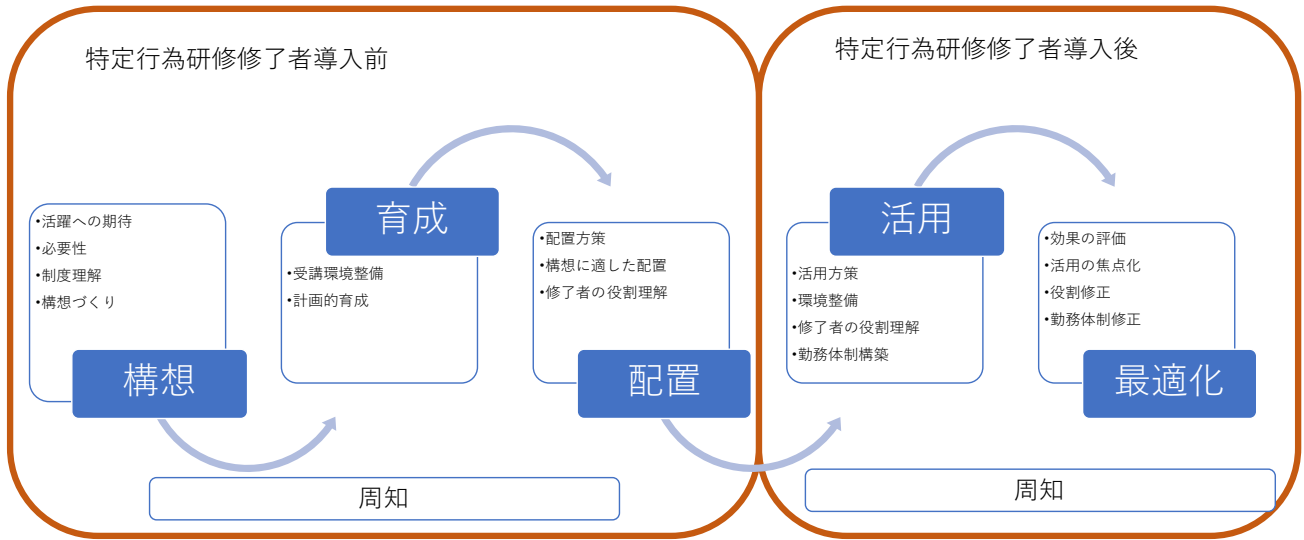 特定行為研修修了者導入前
•活躍への期待
•必要性
•制度理解
•構想づくり
構想
育成
•受講環境整備
•計画的育成
•配置方策
•構想に適した配置
•修了者の役割理解
配置
周知
特定行為研修修了者導入後
活用
•活用方策
•環境整備
•修了者の役割理解
•勤務体制構築
•効果の評価
•活用の焦点化
•役割修正
•勤務体制修正
最適化
周知